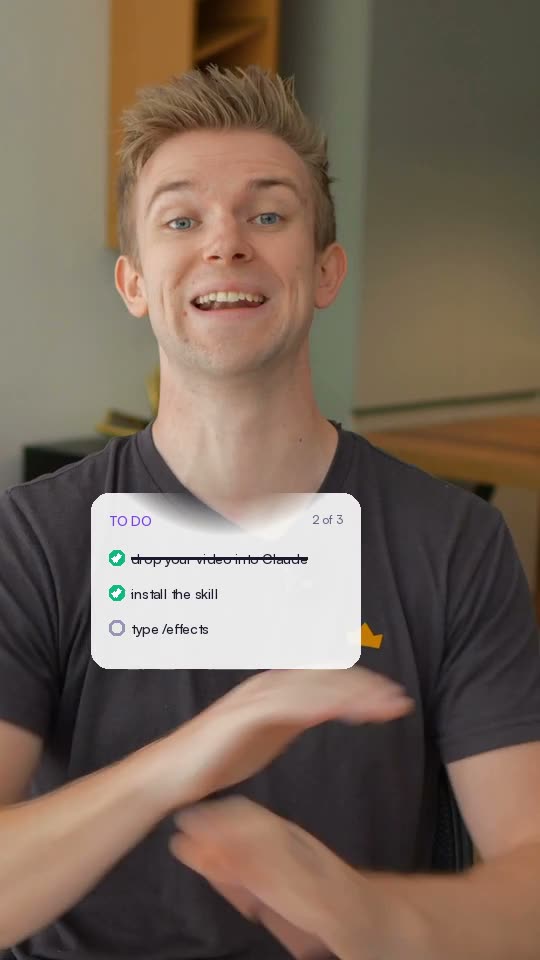 TO DO
2 of 3
drop your video into Claude
install the skill
type /effects